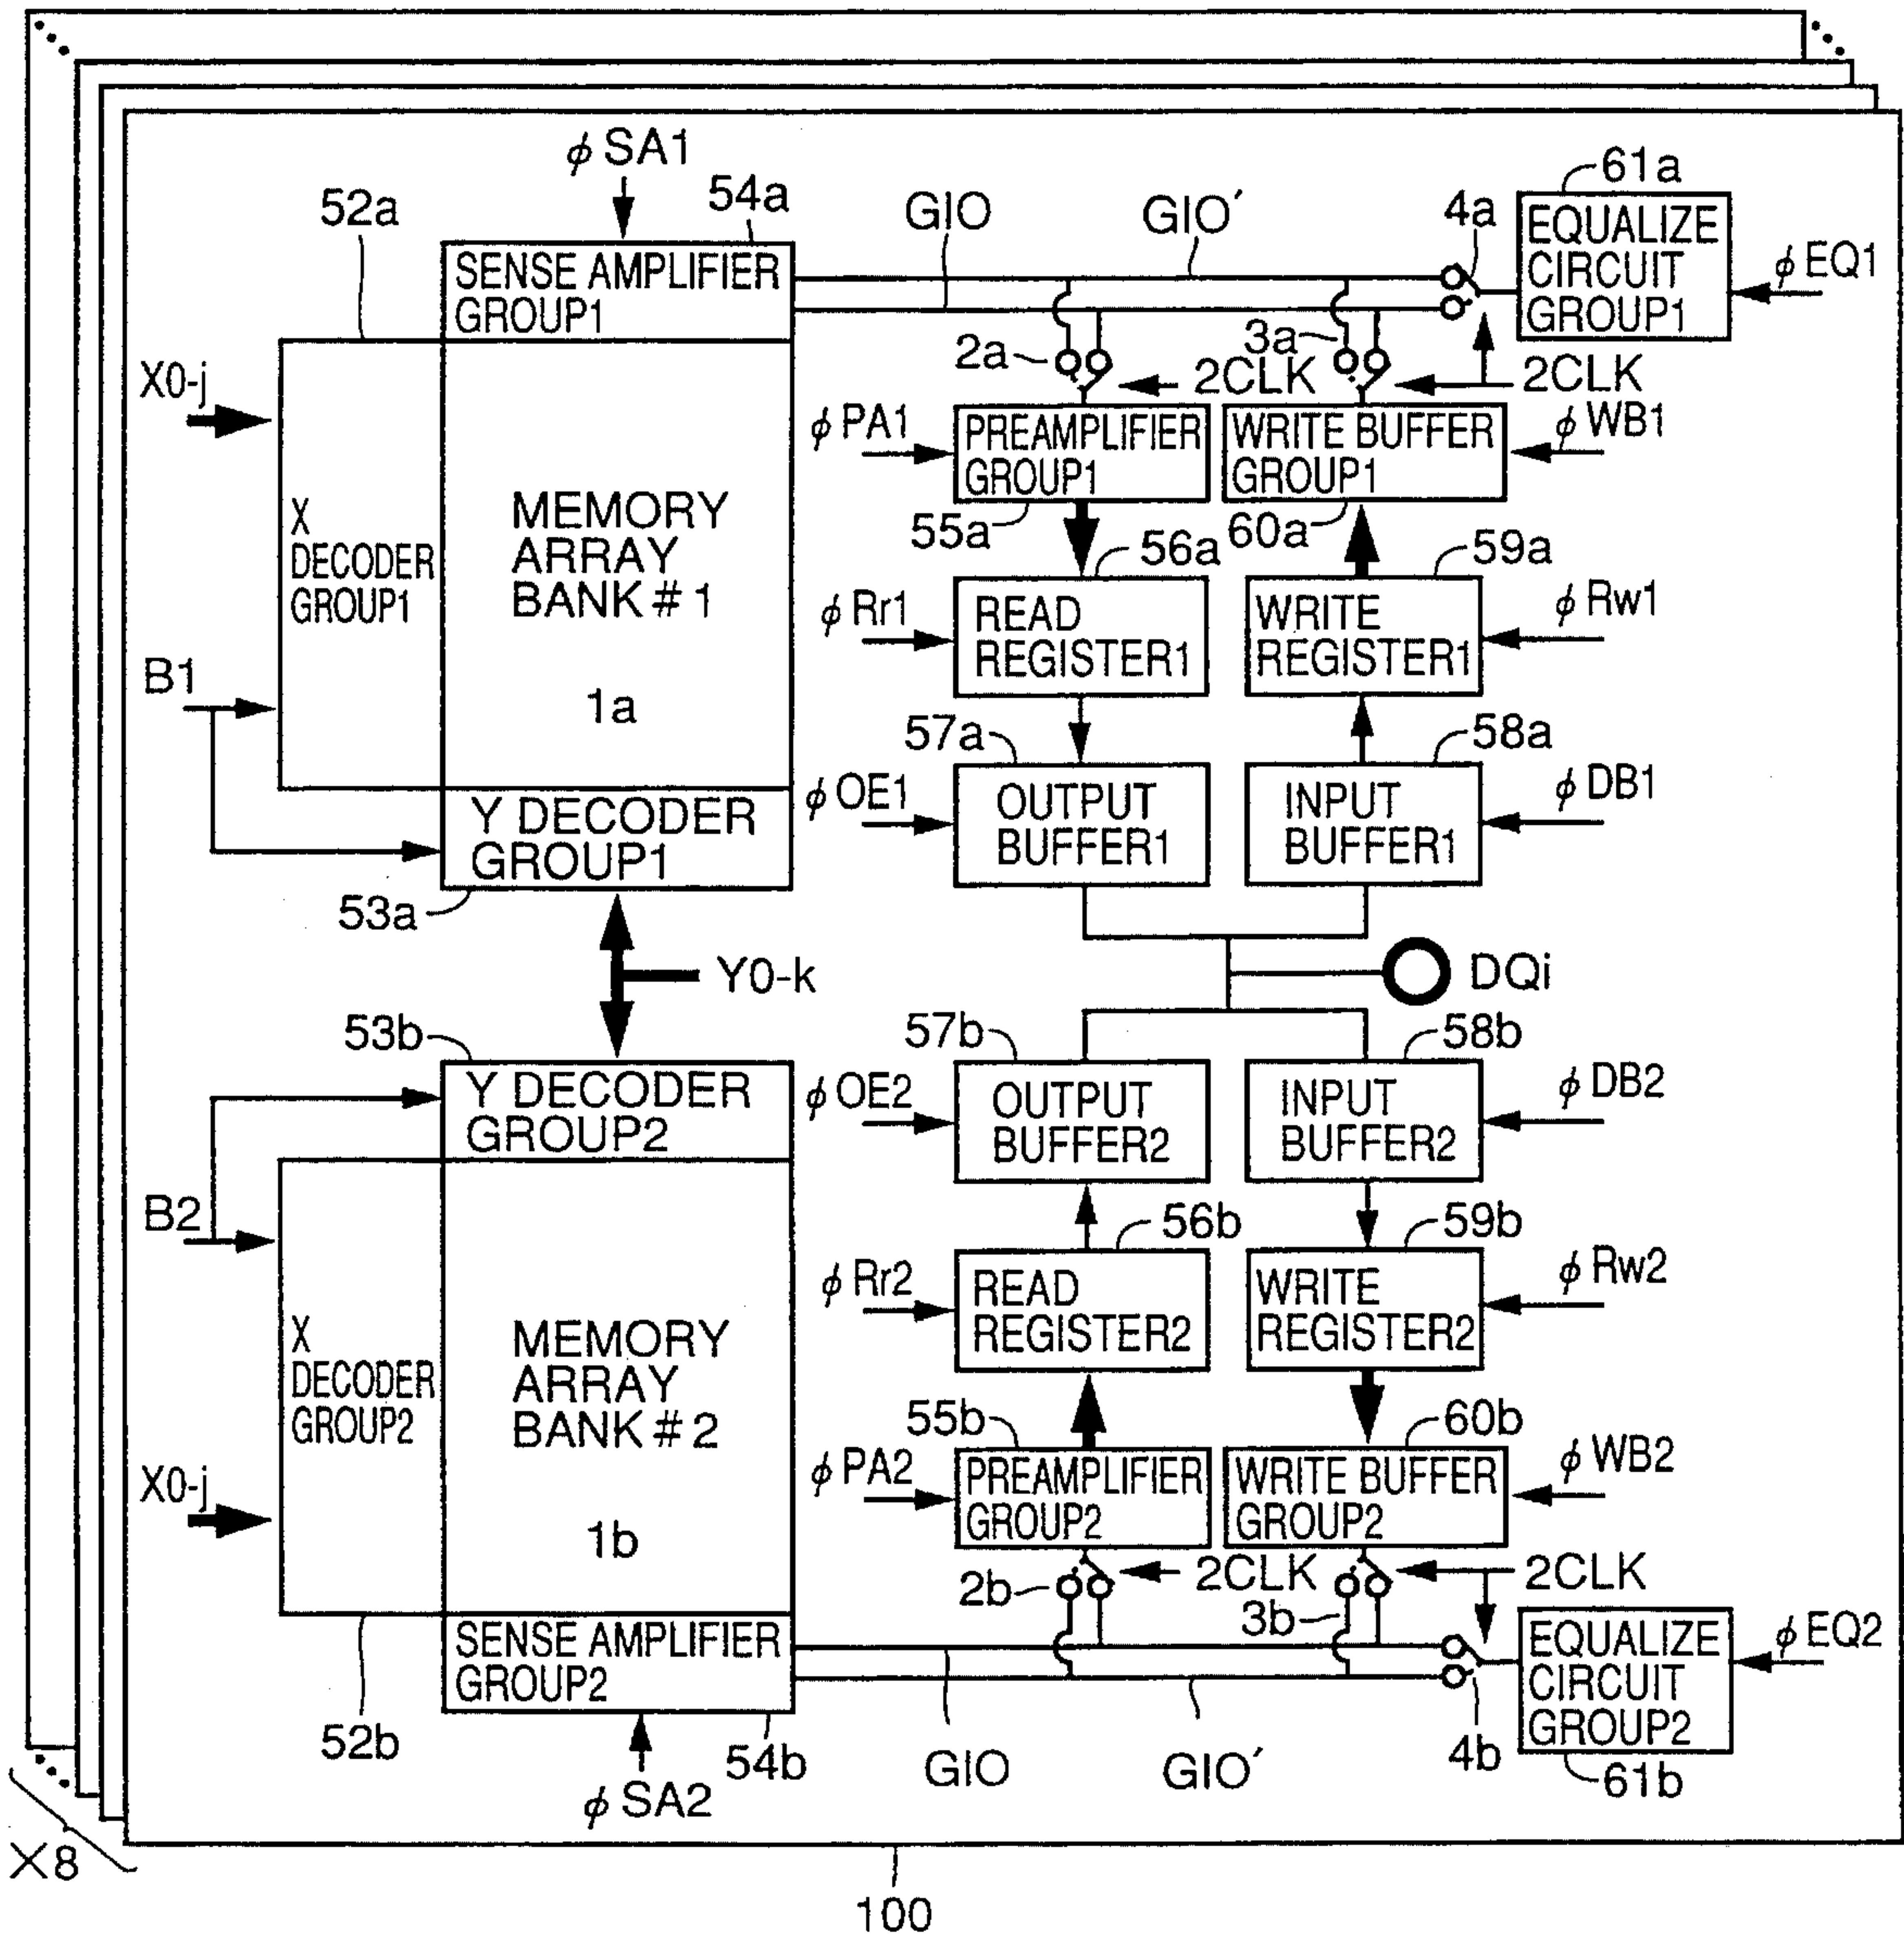 φSA1
61a
52a
54a
GIO
GIO′
4a
SENSE AMPLIFIER
GROUP1
EQUALIZE
CIRCUIT
GROUP1
φEQ1
2a
3a
2CLK
2CLK
X0-j
φPA1
PREAMPLIFIER
GROUP1
WRITE BUFFER
GROUP1
φWB1
X
DECODER
GROUP1
MEMORY
ARRAY
BANK #1
1a
55a
56a
60a
59a
φRr1
READ
REGISTER1
WRITE
REGISTER1
φRw1
B1
57a
58a
φOE1
OUTPUT
BUFFER1
INPUT
BUFFER1
φDB1
Y DECODER
GROUP1
53a
Y0-k
DQi
53b
57b
58b
Y DECODER
GROUP2
φOE2
OUTPUT
BUFFER2
INPUT
BUFFER2
φDB2
B2
56b
59b
φRr2
READ
REGISTER2
WRITE
REGISTER2
φRw2
X
DECODER
GROUP2
MEMORY
ARRAY
BANK #2
1b
55b
60b
X0-j
φPA2
PREAMPLIFIER
GROUP2
WRITE BUFFER
GROUP2
φWB2
2b
2CLK
3b
2CLK
SENSE AMPLIFIER
GROUP2
EQUALIZE
CIRCUIT
GROUP2
φEQ2
52b
54b
GIO
GIO′
4b
61b
φSA2
X8
100